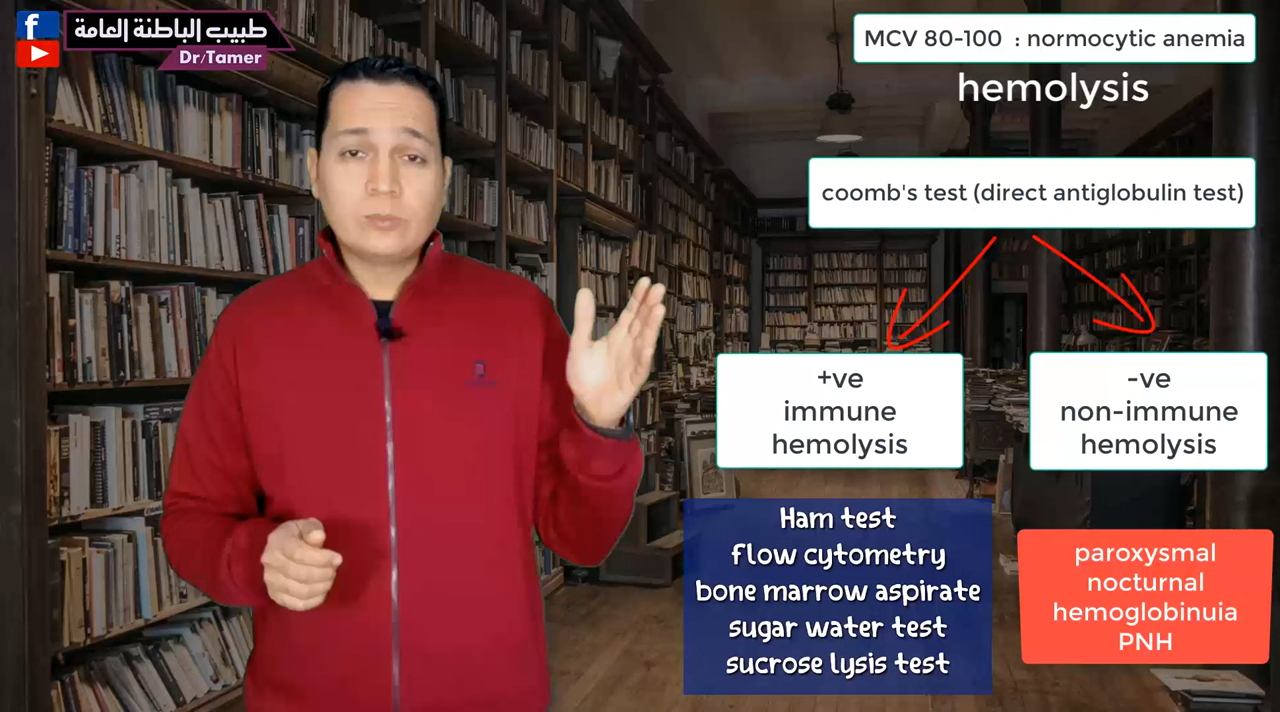 f
طبيب الباطنة العامة
Dr/Tamer
MCV 80-100 : normocytic anemia
hemolysis
coomb's test (direct antiglobulin test)
+ve
immune
hemolysis
-ve
non-immune
hemolysis
Ham test
flow cytometry
bone marrow aspirate
sugar water test
sucrose lysis test
paroxysmal
nocturnal
hemoglobinuia
PNH